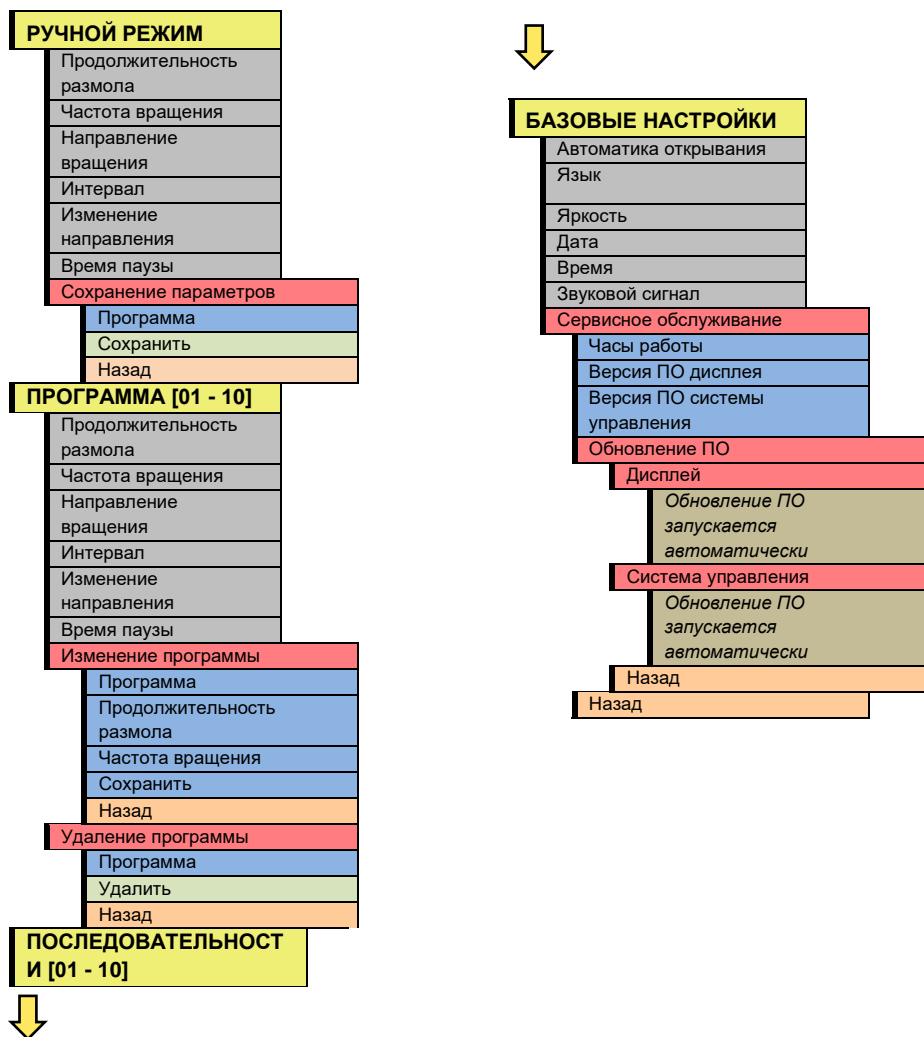 РУЧНОЙ РЕЖИМ
Продолжительность
размола
Частота вращения
Направление
вращения
Интервал
Изменение
направления
Время паузы
Сохранение параметров
Программа
Сохранить
Назад
ПРОГРАММА [01 - 10]
Продолжительность
размола
Частота вращения
Направление
вращения
Интервал
Изменение
направления
Время паузы
Изменение программы
Программа
Продолжительность
размола
Частота вращения
Сохранить
Назад
Удаление программы
Программа
Удалить
Назад
ПОСЛЕДОВАТЕЛЬНОСТ
И [01 - 10]
БАЗОВЫЕ НАСТРОЙКИ
Автоматика открывания
Язык
Яркость
Дата
Время
Звуковой сигнал
Сервисное обслуживание
Часы работы
Версия ПО дисплея
Версия ПО системы
управления
Обновление ПО
Дисплей
Обновление ПО
запускается
автоматически
Система управления
Обновление ПО
запускается
автоматически
Назад
Назад